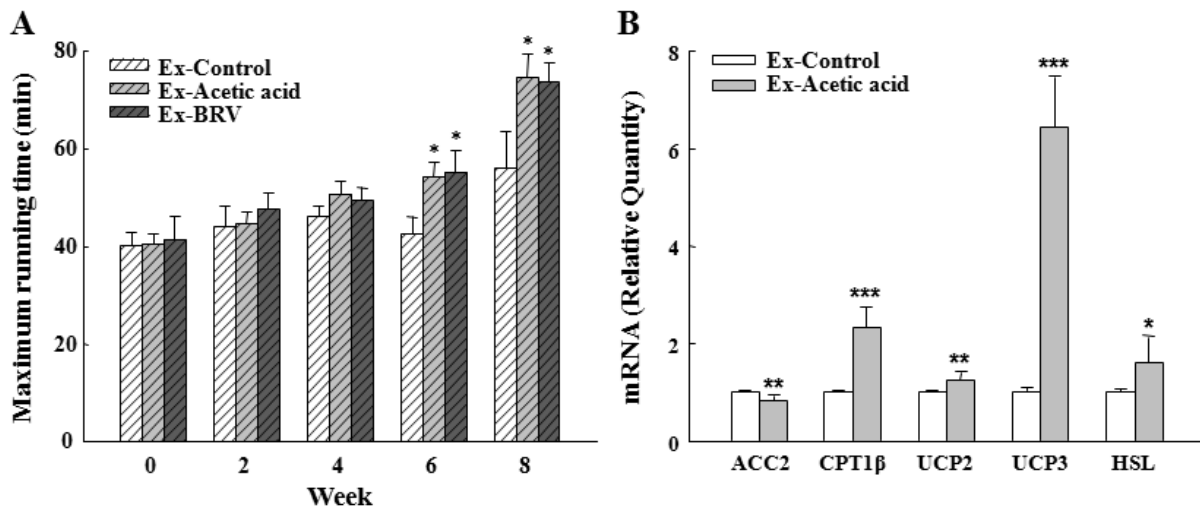 A
Maximum running time (min)
80
60
40
20
0
Ex-Control
Ex-Acetic acid
Ex-BRV
* *
* *
0 2 4 6 8
Week
B
mRNA (Relative Quantity)
8
6
4
2
0
Ex-Control
Ex-Acetic acid
** *** ** *** *
ACC2 CPT1β UCP2 UCP3 HSL